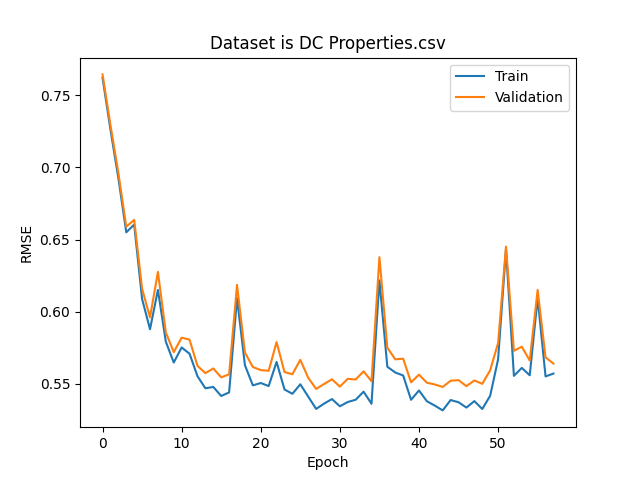 Dataset is DC Properties.csv
Train
Validation
0.75
0.70
0.65
0.60
0.55
RMSE
0 10 20 30 40 50
Epoch